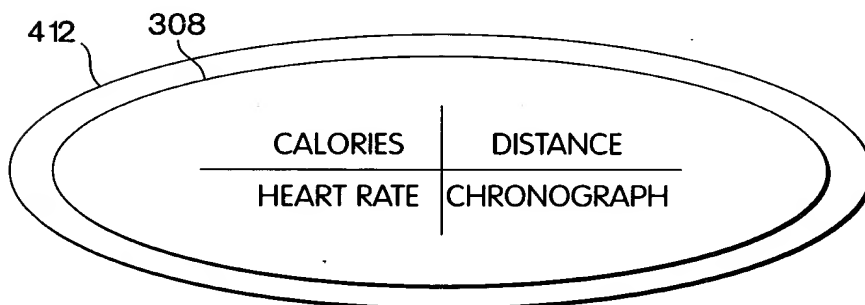 412
308
CALORIES DISTANCE
HEART RATE CHRONOGRAPH